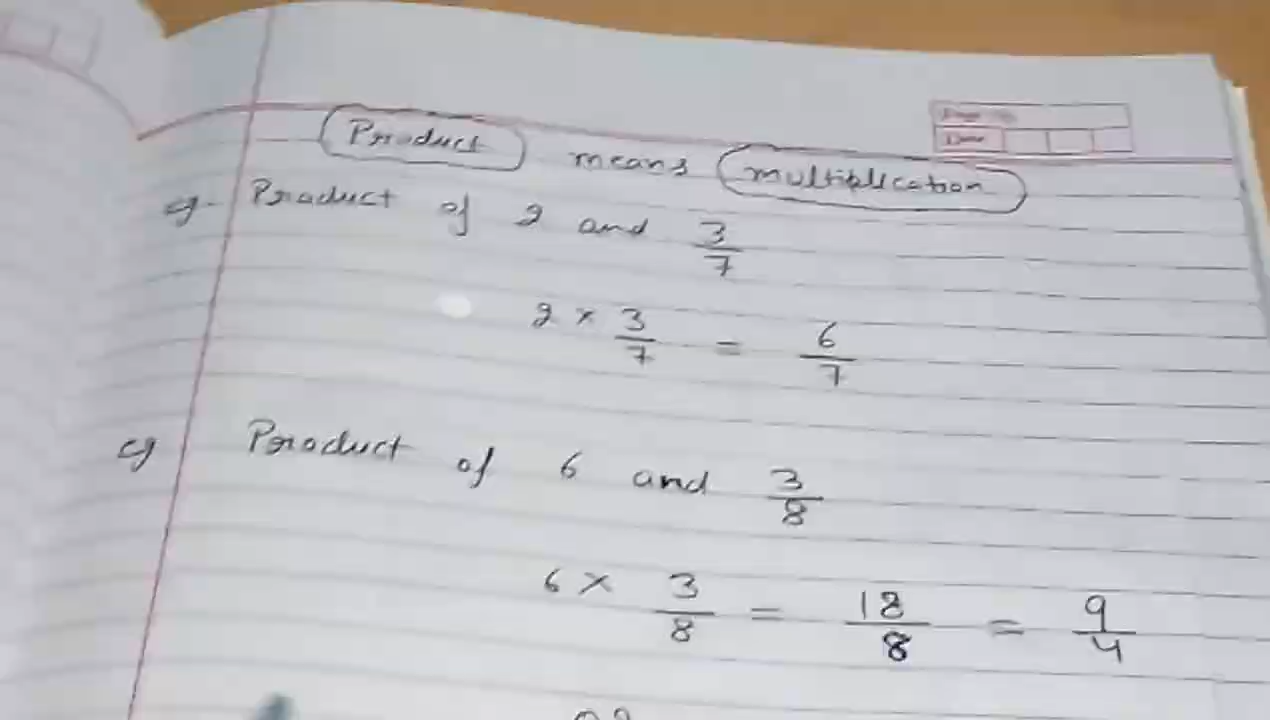 Product means multiplication
eg. Product of 2 and 3/7
2 × 3/7 = 6/7
eg Product of 6 and 3/8
6 × 3/8 = 18/8 = 9/4
Date